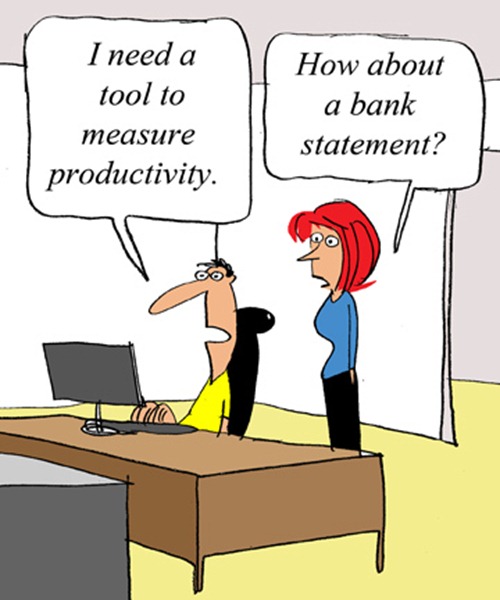 I need a
tool to
measure
productivity.
How about
a bank
statement?